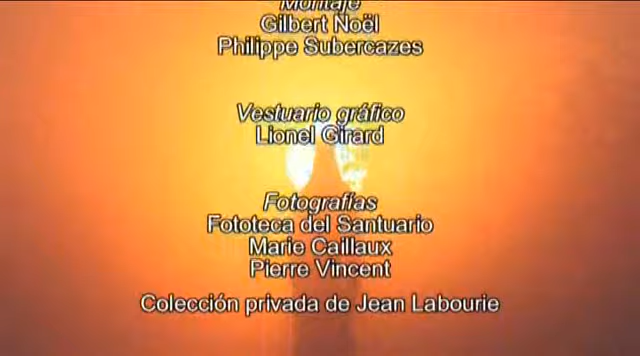 Montaje
Gilbert Noël
Philippe Subercazes
Vestuario gráfico
Lionel Girard
Fotografías
Fototeca del Santuario
Marie Caillaux
Pierre Vincent
Colección privada de Jean Labourie